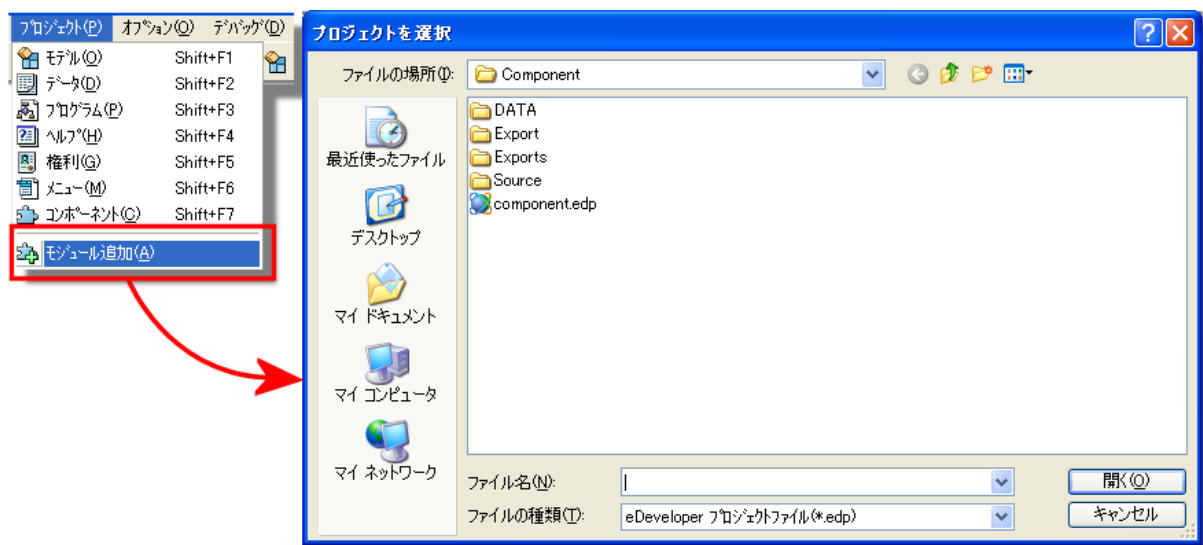 プロジェクト(P) オプション(O) デバッグ(D)
モデル(O) Shift+F1
データ(D) Shift+F2
プログラム(P) Shift+F3
ヘルプ(H) Shift+F4
権利(G) Shift+F5
メニュー(M) Shift+F6
コンポーネント(C) Shift+F7
モジュール追加(A)
プロジェクトを選択
ファイルの場所(I): Component
最近使ったファイル
デスクトップ
マイ ドキュメント
マイ コンピュータ
マイ ネットワーク
DATA
Export
Exports
Source
component.edp
ファイル名(N): 開く(O)
ファイルの種類(T): eDeveloper プロジェクトファイル(*.edp) キャンセル